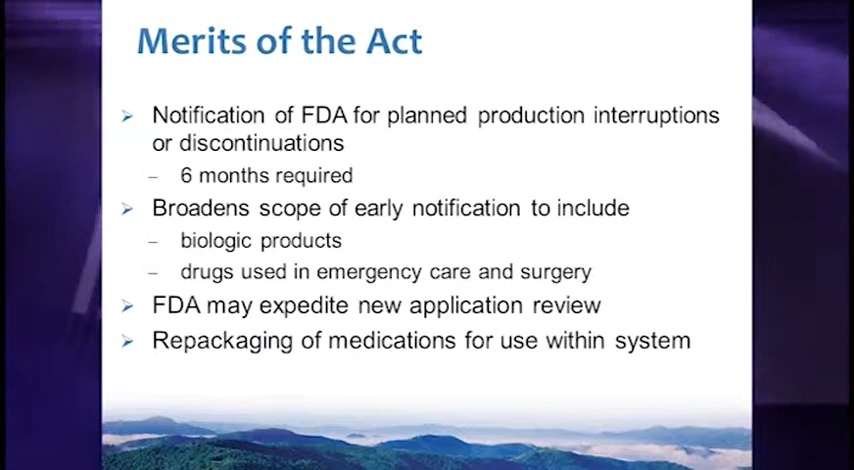 Merits of the Act
➢ Notification of FDA for planned production interruptions
or discontinuations
– 6 months required
➢ Broadens scope of early notification to include
– biologic products
– drugs used in emergency care and surgery
➢ FDA may expedite new application review
➢ Repackaging of medications for use within system